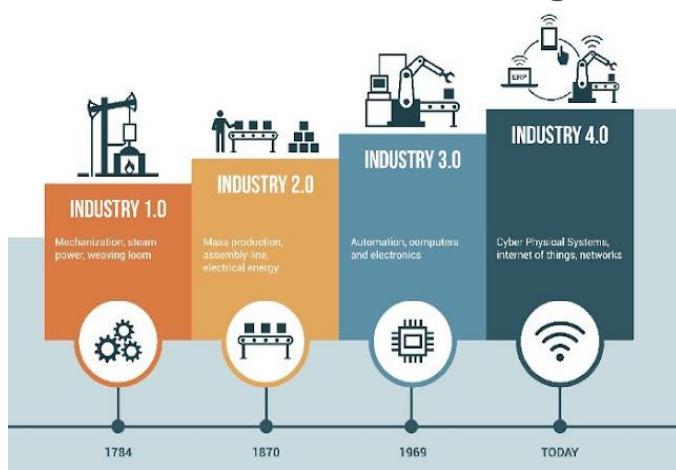 ERP
INDUSTRY 1.0
Mechanization, steam
power, weaving loom
INDUSTRY 2.0
Mass production,
assembly line,
electrical energy
INDUSTRY 3.0
Automation, computers
and electronics
INDUSTRY 4.0
Cyber Physical Systems,
internet of things, networks
1784
1870
1969
TODAY